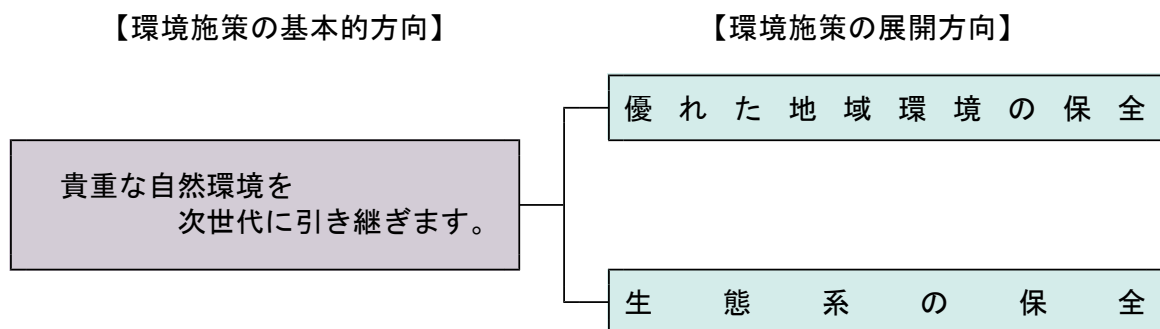 【環境施策の基本的方向】
【環境施策の展開方向】
優れた地域環境の保全
貴重な自然環境を
次世代に引き継ぎます。
生態系の保全